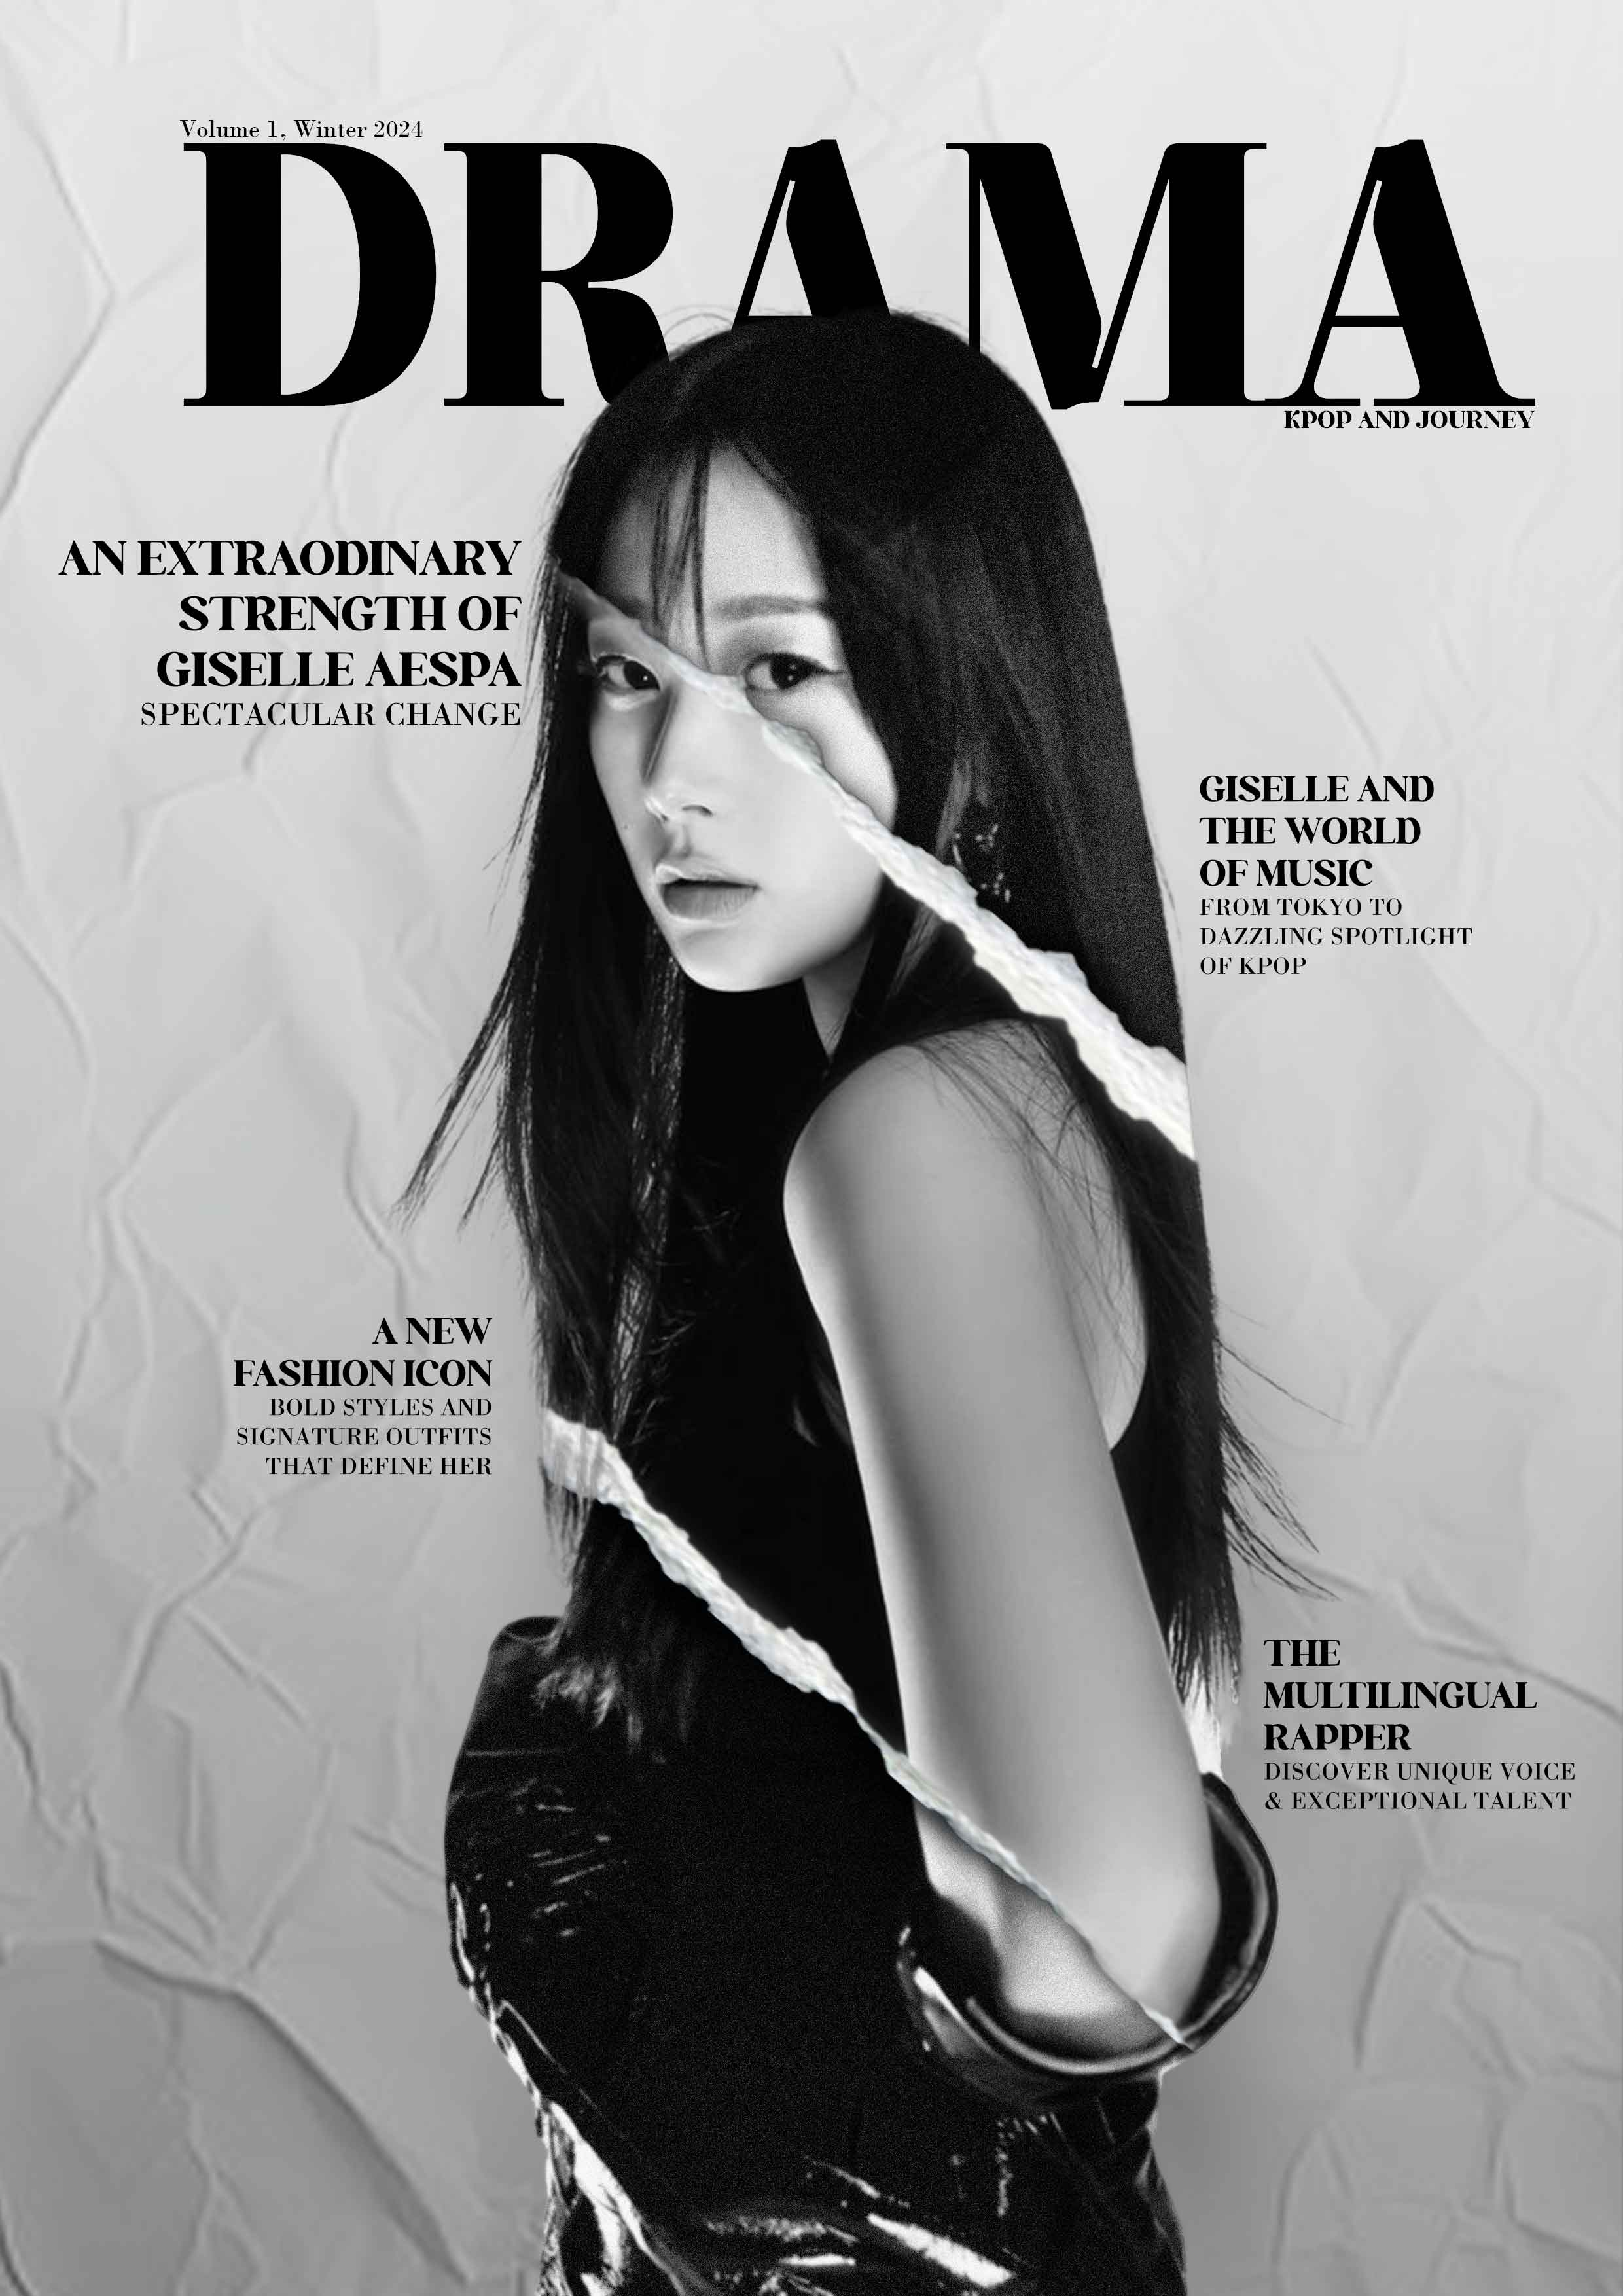 Volume 1, Winter 2024
DRAMA
KPOP AND JOURNEY
AN EXTRAODINARY
STRENGTH OF
GISELLE AESPA
SPECTACULAR CHANGE
GISELLE AND
THE WORLD
OF MUSIC
FROM TOKYO TO
DAZZLING SPOTLIGHT
OF KPOP
A NEW
FASHION ICON
BOLD STYLES AND
SIGNATURE OUTFITS
THAT DEFINE HER
THE
MULTILINGUAL
RAPPER
DISCOVER UNIQUE VOICE
& EXCEPTIONAL TALENT